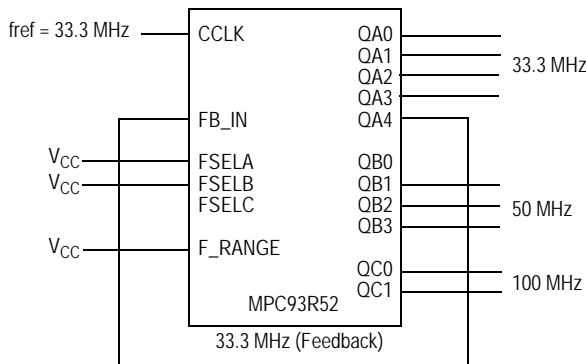 fref = 33.3 MHz
CCLK
FB_IN
VCC
FSELA
VCC
FSELB
FSELC
VCC
F_RANGE
QA0
QA1
QA2
QA3
QA4
33.3 MHz
QB0
QB1
QB2
QB3
50 MHz
QC0
QC1
100 MHz
MPC93R52
33.3 MHz (Feedback)